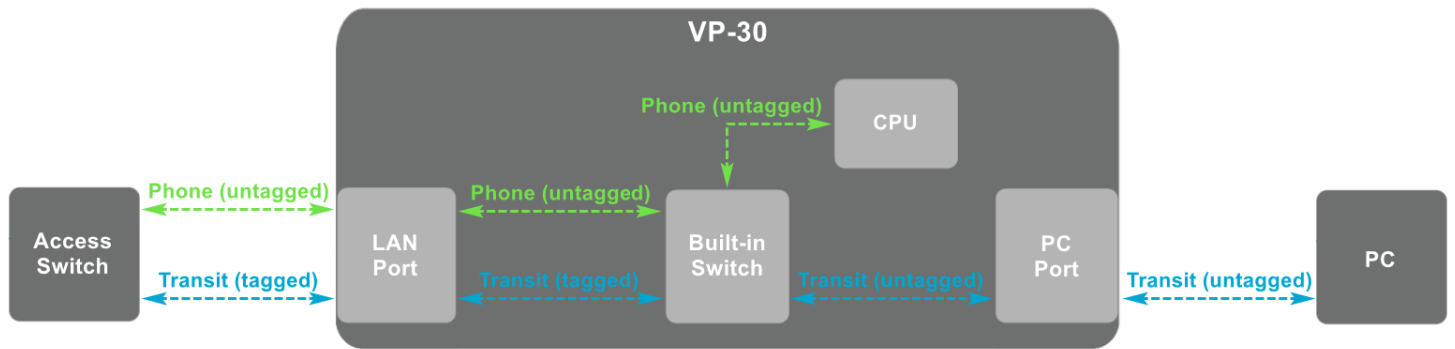 VP-30
Phone (untagged)
CPU
Phone (untagged)
Phone (untagged)
Access
Switch
LAN
Port
Built-in
Switch
PC
Port
PC
Transit (tagged)
Transit (tagged)
Transit (untagged)
Transit (untagged)